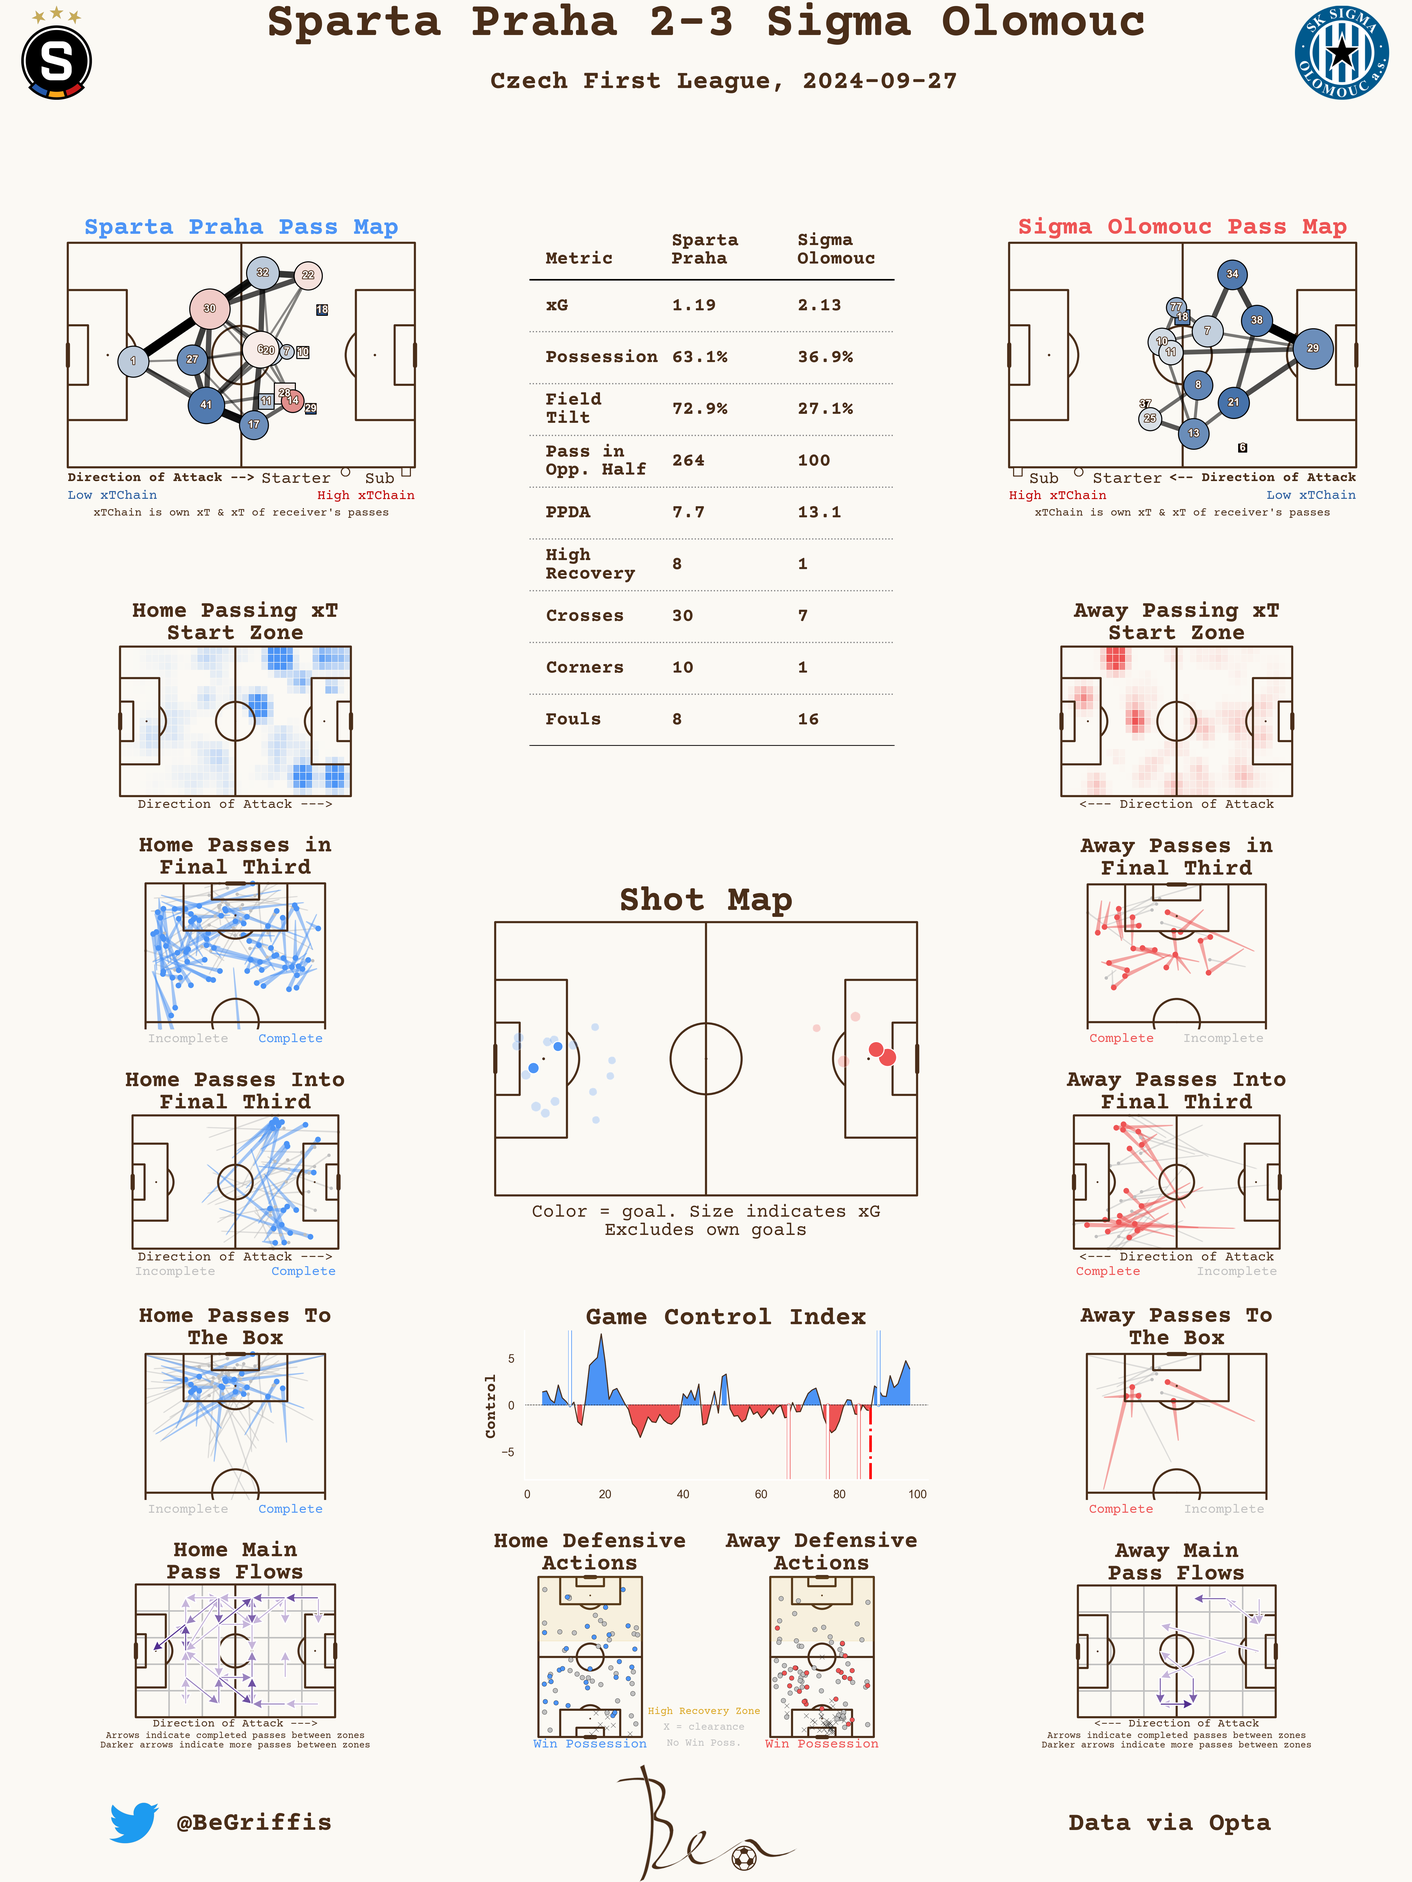 Sparta Praha 2-3 Sigma Olomouc
Czech First League, 2024-09-27
S
SK SIGMA
OLOMOUC a.s.
Sparta Praha Pass Map
32
22
30
18
1
27
6
20
7
10
41
11
28
14
29
17
Direction of Attack --> Starter Sub
Low xTChain High xTChain
xTChain is own xT & xT of receiver's passes
Metric Sparta Praha Sigma Olomouc
xG 1.19 2.13
Possession 63.1% 36.9%
Field Tilt 72.9% 27.1%
Pass in Opp. Half 264 100
PPDA 7.7 13.1
High Recovery 8 1
Crosses 30 7
Corners 10 1
Fouls 8 16
Sigma Olomouc Pass Map
34
77
18
38
7
10
11
29
8
37
21
25
13
6
Sub Starter <-- Direction of Attack
High xTChain Low xTChain
xTChain is own xT & xT of receiver's passes
Home Passing xT
Start Zone
Direction of Attack --->
Away Passing xT
Start Zone
<--- Direction of Attack
Home Passes in
Final Third
Incomplete Complete
Away Passes in
Final Third
Complete Incomplete
Shot Map
Color = goal. Size indicates xG
Excludes own goals
Home Passes Into
Final Third
Direction of Attack --->
Incomplete Complete
Away Passes Into
Final Third
<--- Direction of Attack
Complete Incomplete
Home Passes To
The Box
Incomplete Complete
Game Control Index
Control
5
0
−5
0 20 40 60 80 100
Away Passes To
The Box
Complete Incomplete
Home Main
Pass Flows
Direction of Attack --->
Arrows indicate completed passes between zones
Darker arrows indicate more passes between zones
Home Defensive
Actions
Win Possession
High Recovery Zone
X = clearance
No Win Poss.
Away Defensive
Actions
Win Possession
Away Main
Pass Flows
<--- Direction of Attack
Arrows indicate completed passes between zones
Darker arrows indicate more passes between zones
@BeGriffis
Ben
Data via Opta